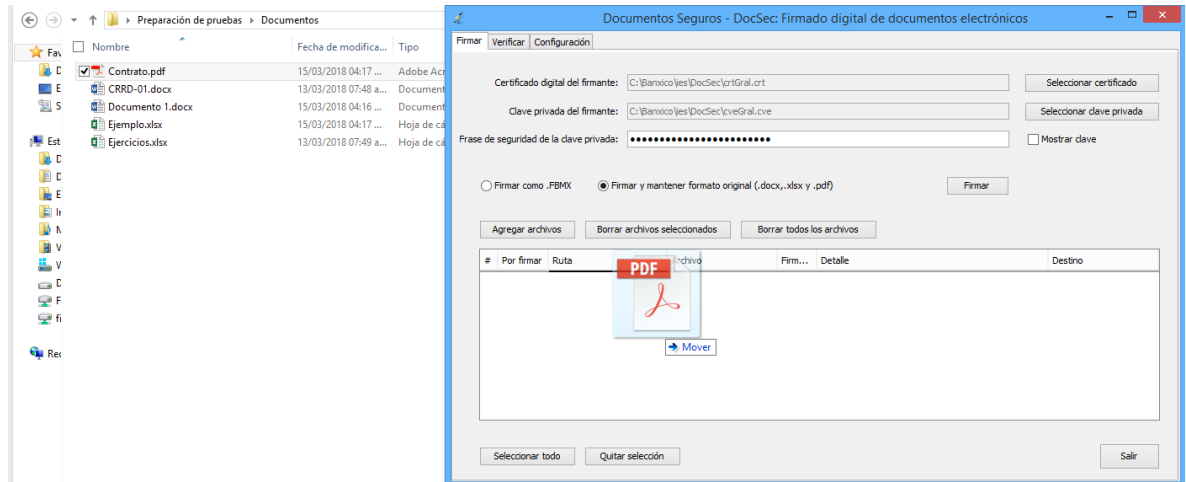 Preparación de pruebas Documentos
Nombre Fecha de modifica... Tipo
Contrato.pdf 15/03/2018 04:17 ... Adobe Acr
CRRD-01.docx 13/03/2018 07:48 a... Document
Documento 1.docx 15/03/2018 04:16 ... Document
Ejemplo.xlsx 15/03/2018 04:17 ... Hoja de cá
Ejercicios.xlsx 13/03/2018 07:49 a... Hoja de cá
Fav
D
E
S
Est
D
D
E
In
N
V
V
D
F
fi
Rec
Documentos Seguros - DocSec: Firmado digital de documentos electrónicos
Firmar Verificar Configuración
Certificado digital del firmante: C:\Banxico\ies\DocSec\crtGral.crt Seleccionar certificado
Clave privada del firmante: C:\Banxico\ies\DocSec\cveGral.cve Seleccionar clave privada
Frase de seguridad de la clave privada: Mostrar clave
Firmar como .FBMX Firmar y mantener formato original (.docx,.xlsx y .pdf) Firmar
Agregar archivos Borrar archivos seleccionados Borrar todos los archivos
# Por firmar Ruta Archivo Firm... Detalle Destino
PDF
Mover
Seleccionar todo Quitar selección Salir